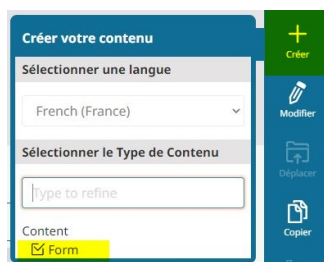 Créer votre contenu
Sélectionner une langue
French (France)
Sélectionner le Type de Contenu
Type to refine
Content
Form
Créer
Modifier
Déplacer
Copier